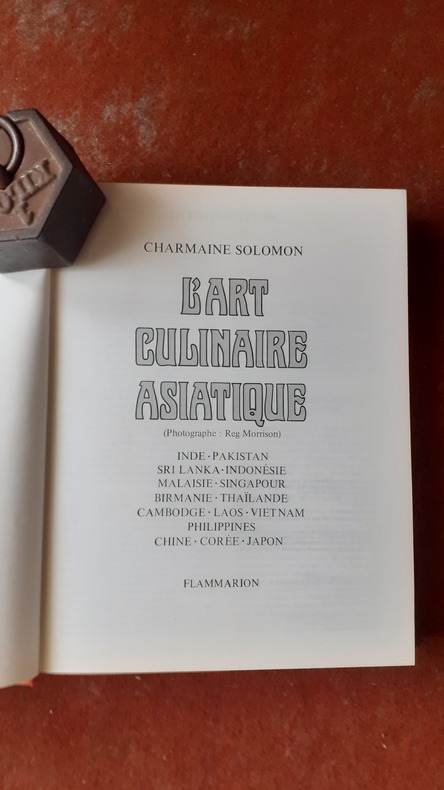 CHARMAINE SOLOMON
L'ART
CULINAIRE
ASIATIQUE
(Photographe : Reg Morrison)
INDE · PAKISTAN
SRI LANKA · INDONÉSIE
MALAISIE · SINGAPOUR
BIRMANIE · THAÏLANDE
CAMBODGE · LAOS · VIETNAM
PHILIPPINES
CHINE · CORÉE · JAPON
FLAMMARION